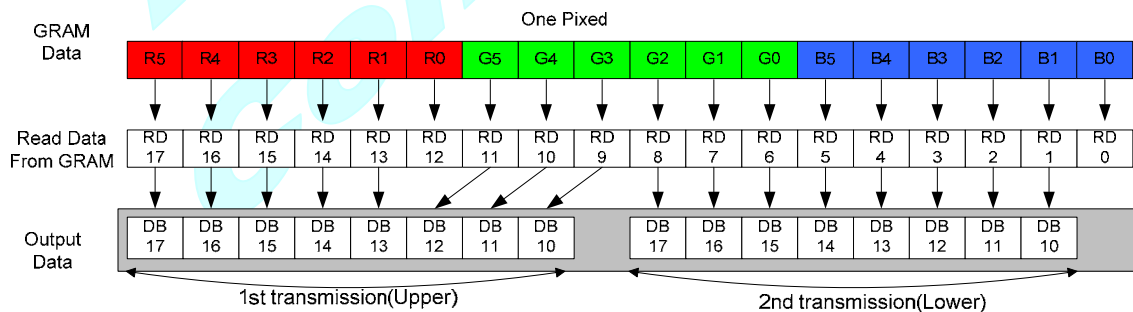 One Pixed
GRAM Data
R5 R4 R3 R2 R1 R0 G5 G4 G3 G2 G1 G0 B5 B4 B3 B2 B1 B0
Read Data From GRAM
RD 17 RD 16 RD 15 RD 14 RD 13 RD 12 RD 11 RD 10 RD 9 RD 8 RD 7 RD 6 RD 5 RD 4 RD 3 RD 2 RD 1 RD 0
Output Data
DB 17 DB 16 DB 15 DB 14 DB 13 DB 12 DB 11 DB 10 DB 17 DB 16 DB 15 DB 14 DB 13 DB 12 DB 11 DB 10
1st transmission(Upper)
2nd transmission(Lower)